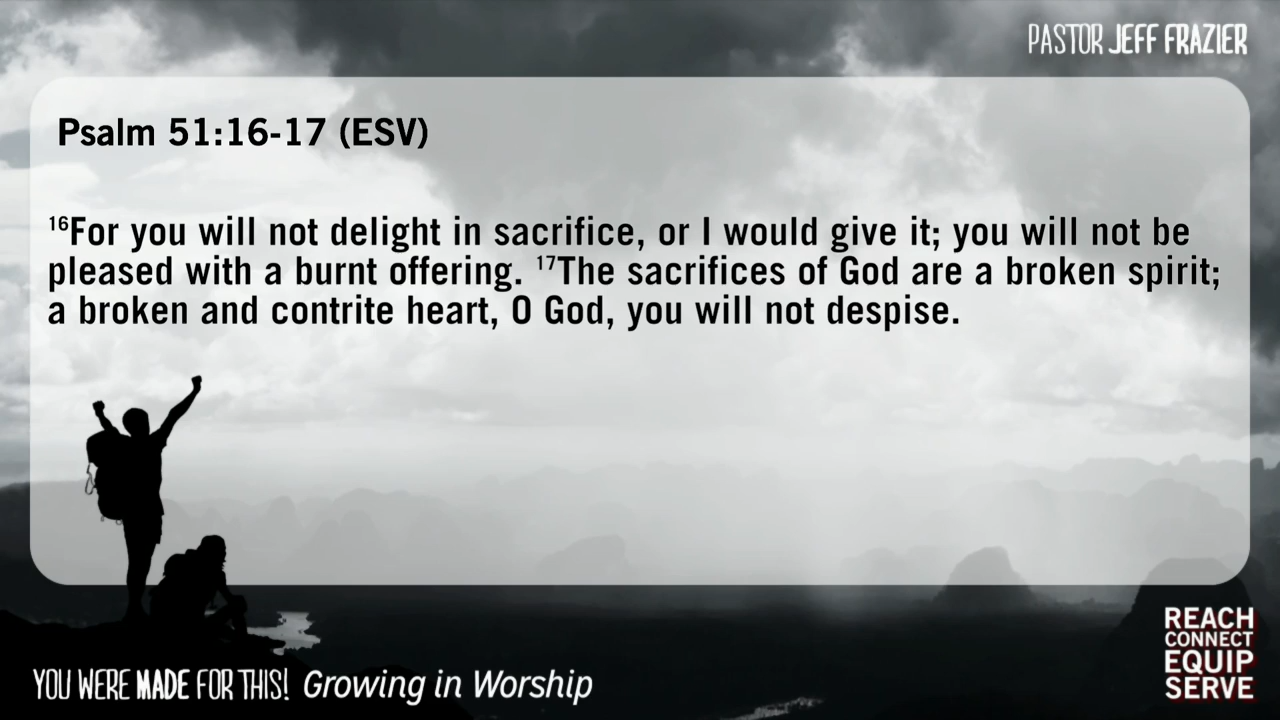 PASTOR JEFF FRAZIER
Psalm 51:16-17 (ESV)
16For you will not delight in sacrifice, or I would give it; you will not be
pleased with a burnt offering. 17The sacrifices of God are a broken spirit;
a broken and contrite heart, O God, you will not despise.
YOU WERE MADE FOR THIS! Growing in Worship
REACH
CONNECT
EQUIP
SERVE